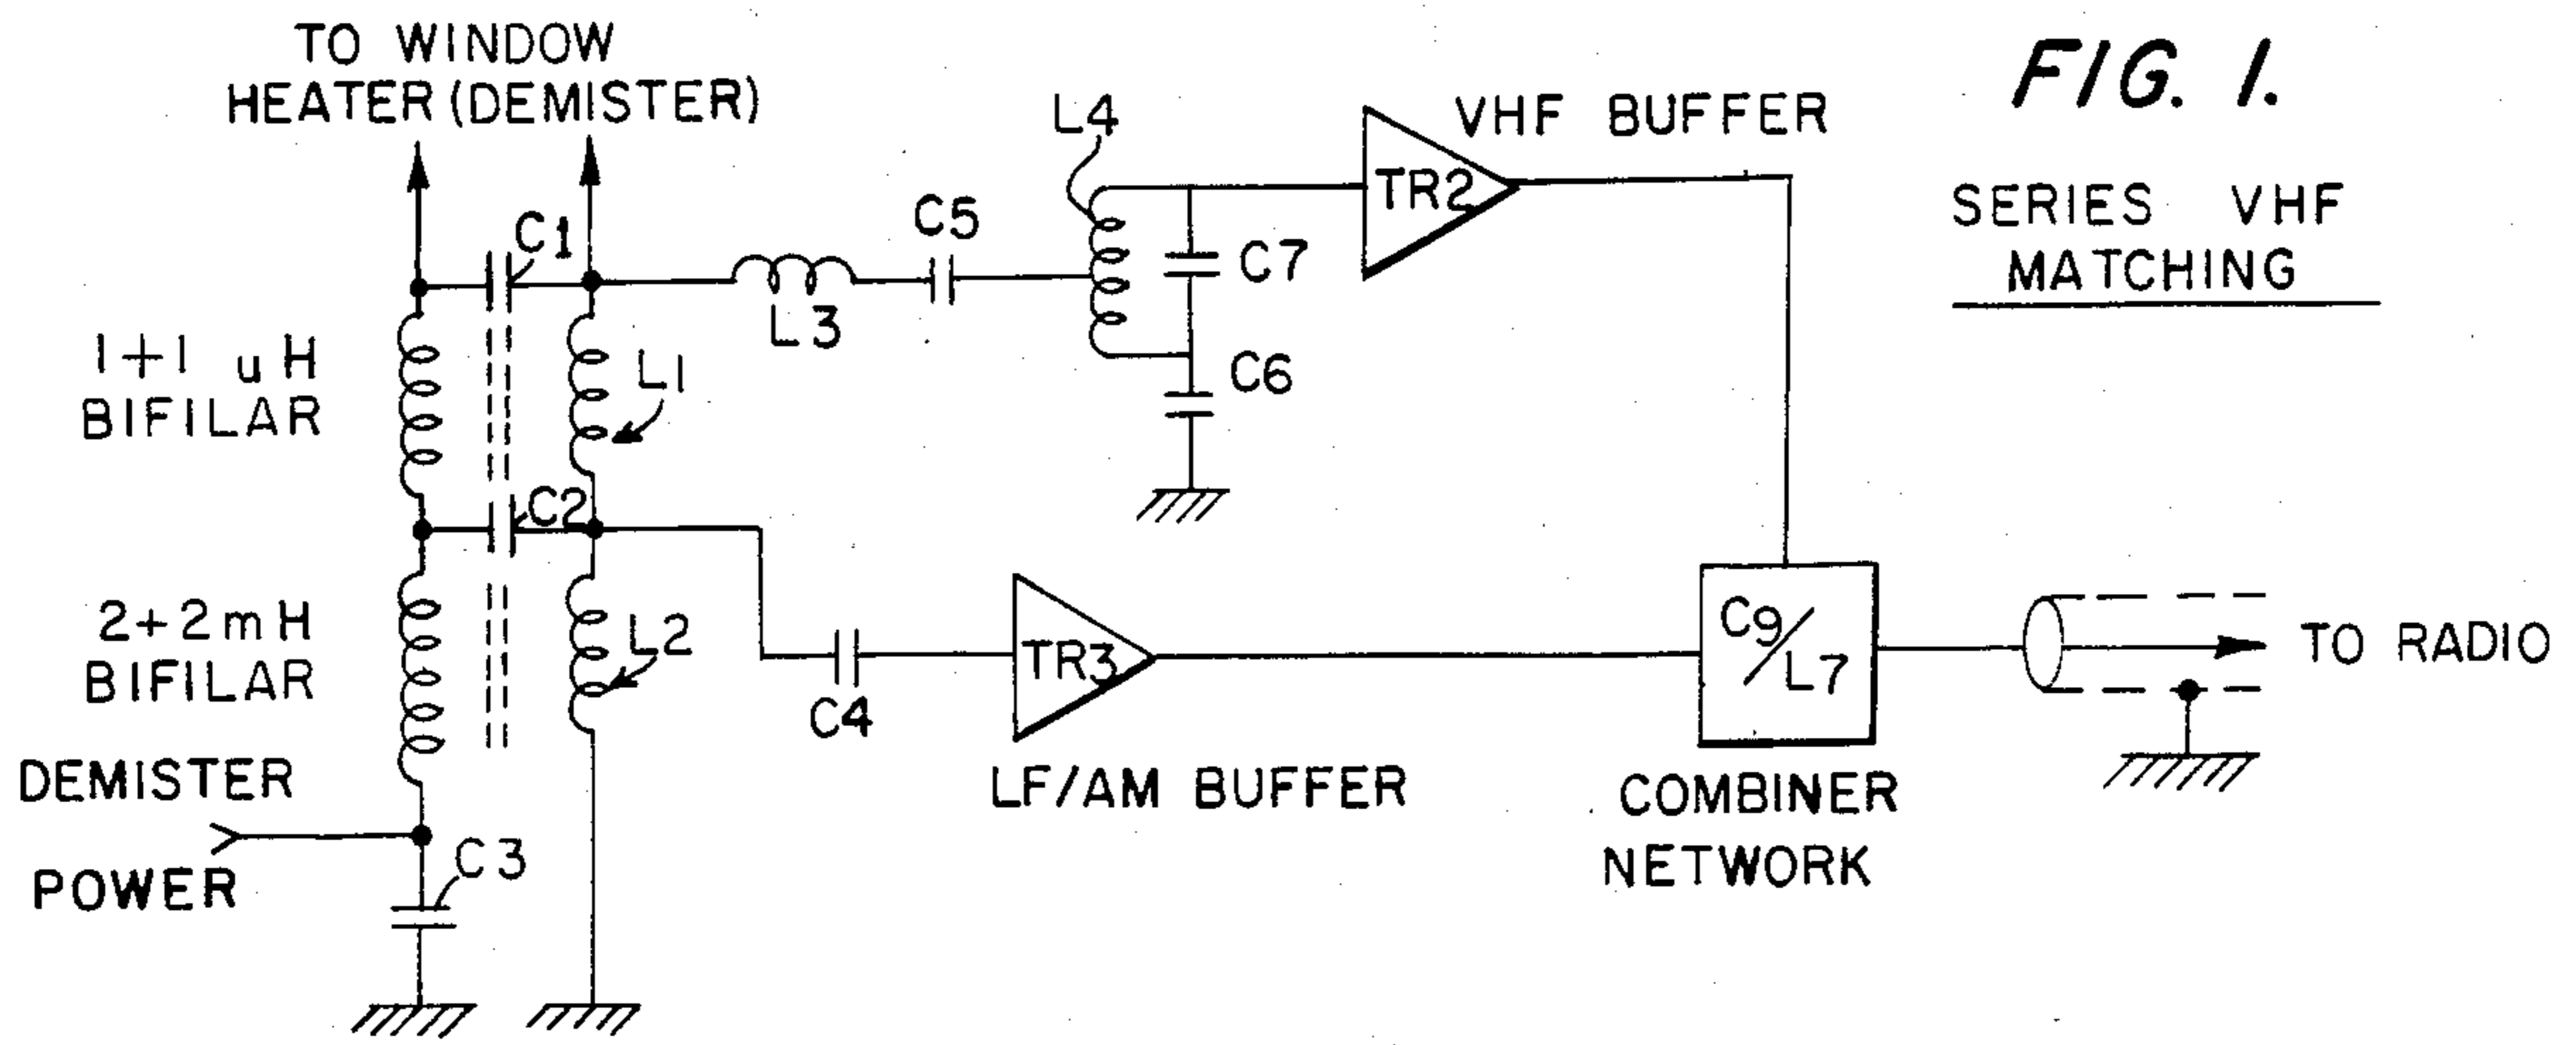 TO WINDOW
HEATER (DEMISTER)
FIG. 1.
SERIES VHF
MATCHING
L4
VHF BUFFER
TR2
C1
C5
C7
L3
C6
1+1 uH
BIFILAR
L1
C2
2+2mH
BIFILAR
L2
C4
TR3
LF/AM BUFFER
C9/L7
COMBINER
NETWORK
TO RADIO
DEMISTER
POWER
C3